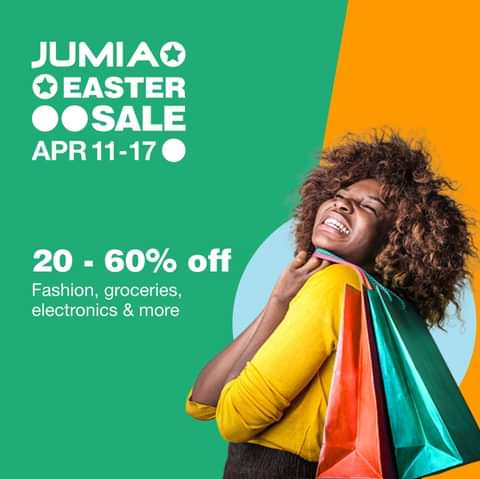 JUMIA
EASTER
SALE
APR 11-17
20 - 60% off
Fashion, groceries,
electronics & more